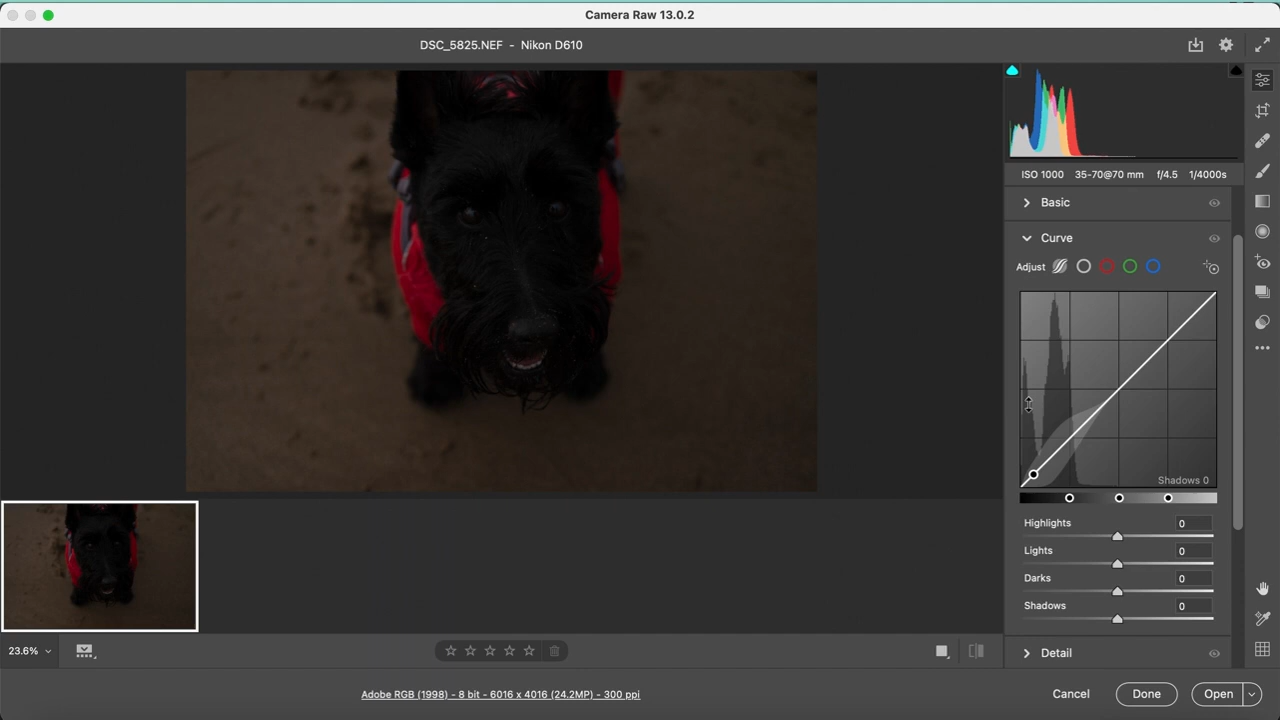 Camera Raw 13.0.2
DSC_5825.NEF - Nikon D610
ISO 1000 35-70@70 mm f/4.5 1/4000s
Basic
Curve
Adjust
Shadows 0
Highlights 0
Lights 0
Darks 0
Shadows 0
23.6%
Detail
Adobe RGB (1998) - 8 bit - 6016 x 4016 (24.2MP) - 300 ppi
Cancel Done Open